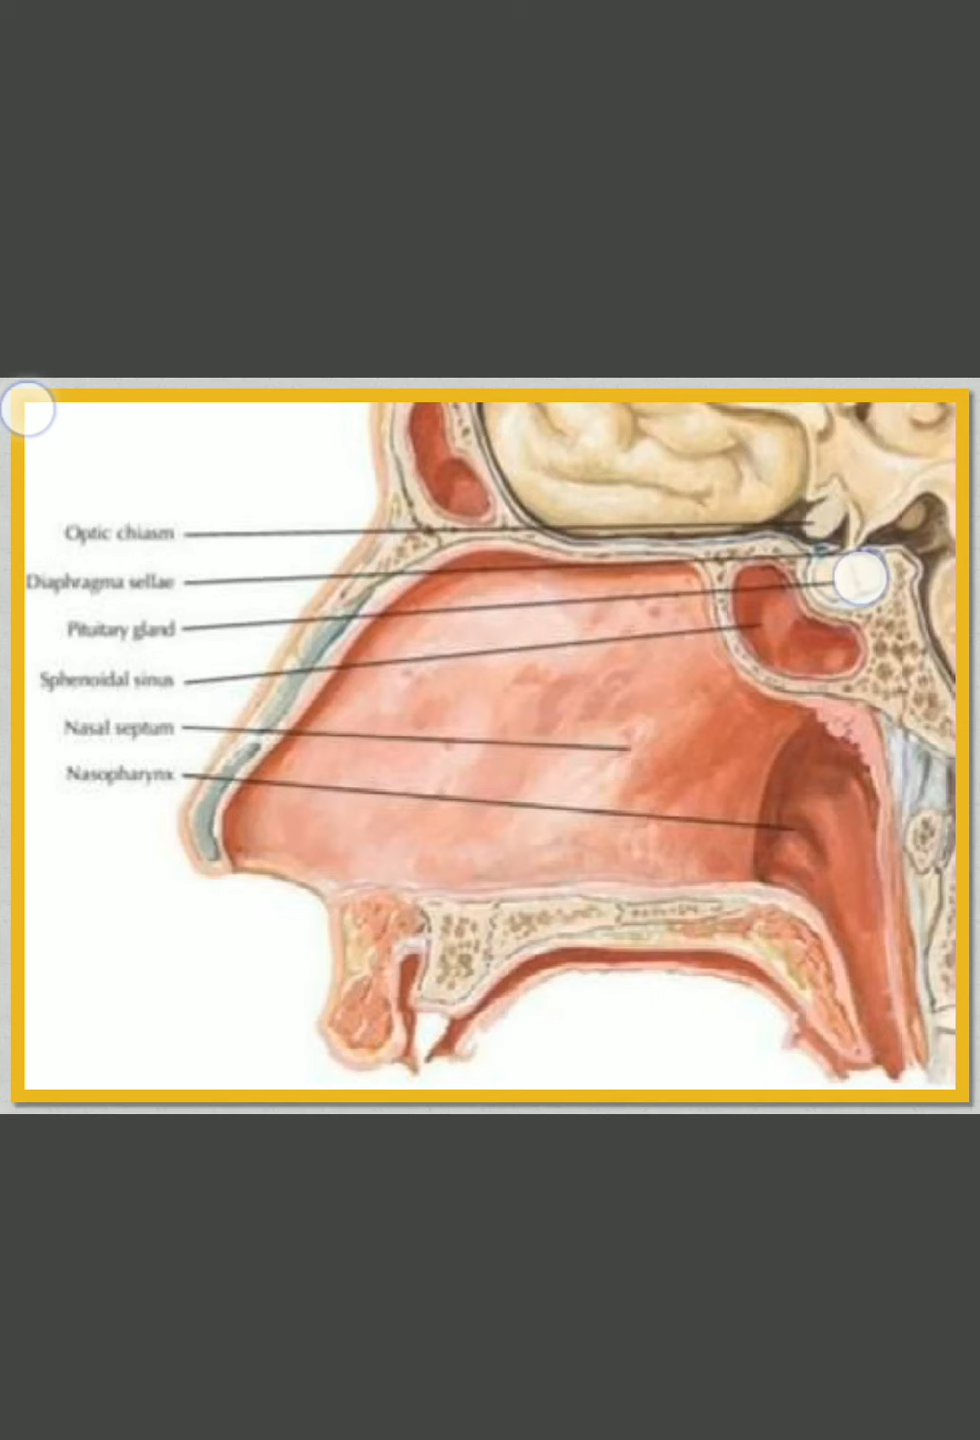 Optic chiasm
Diaphragma sellae
Pituitary gland
Sphenoidal sinus
Nasal septum
Nasopharynx